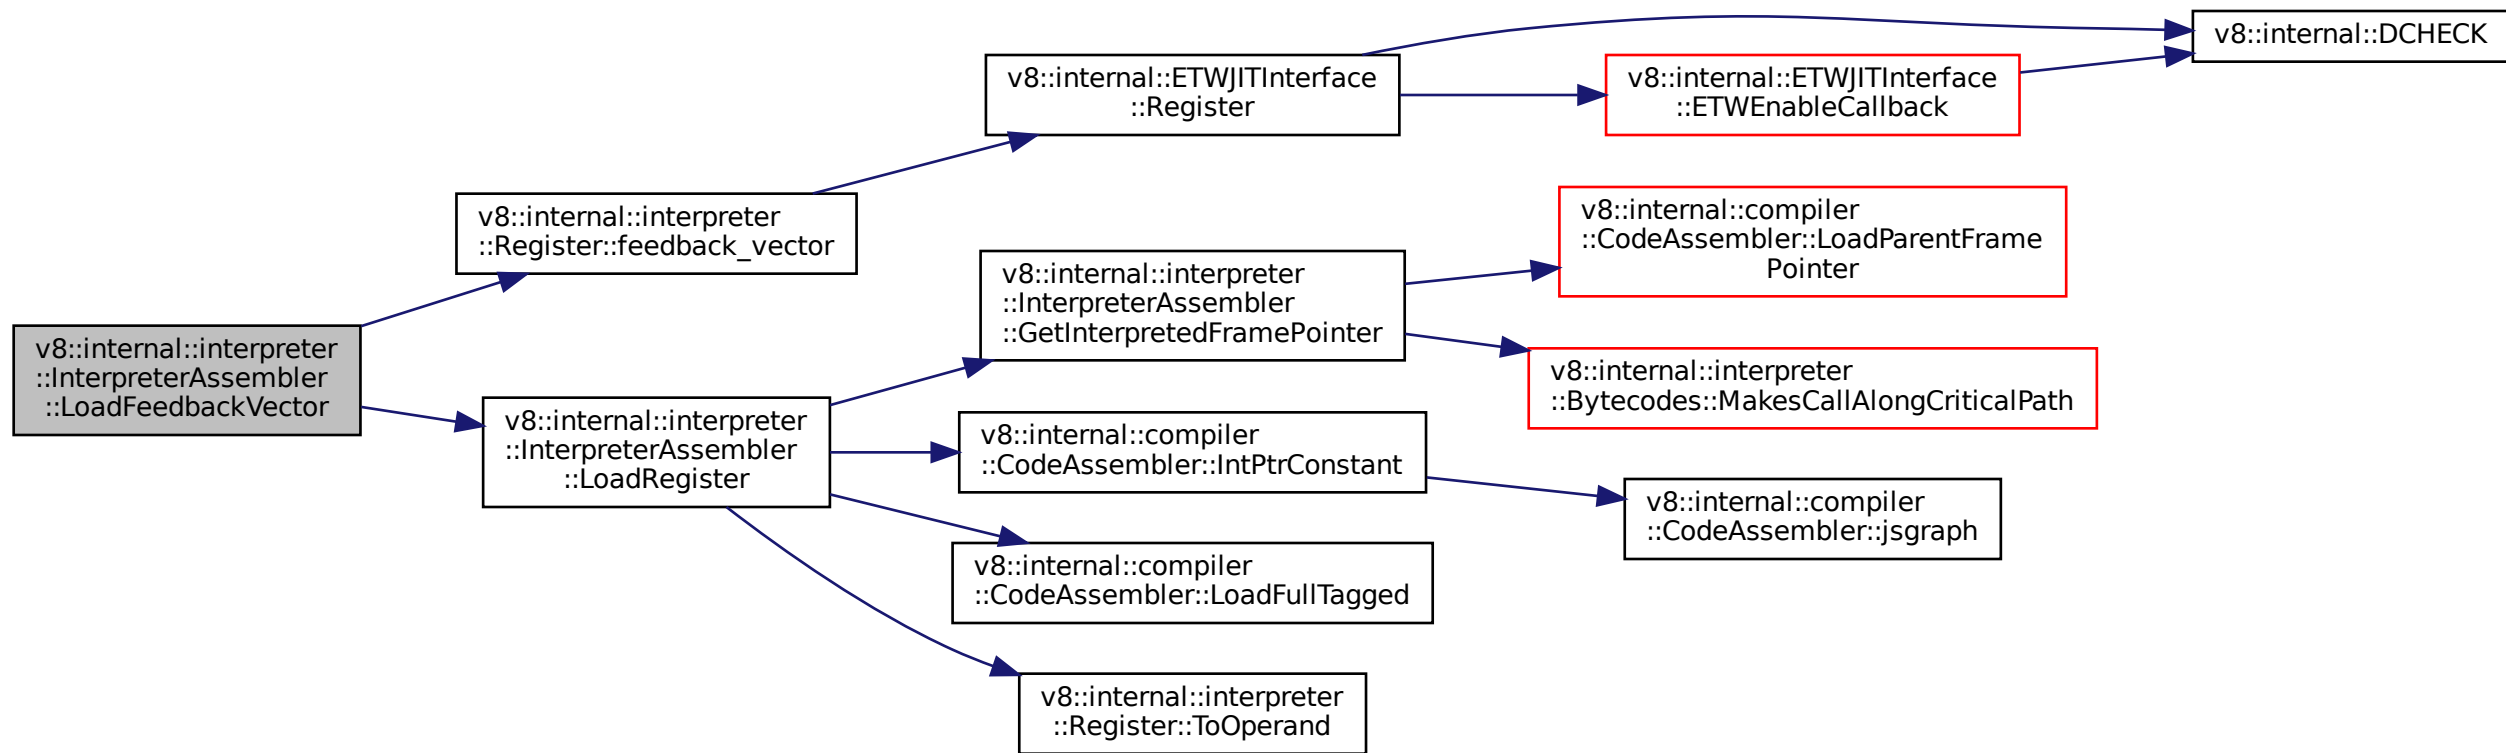 v8::internal::interpreter
::InterpreterAssembler
::LoadFeedbackVector
v8::internal::interpreter
::Register::feedback_vector
v8::internal::ETWJITInterface
::Register
v8::internal::ETWJITInterface
::ETWEnableCallback
v8::internal::DCHECK
v8::internal::interpreter
::InterpreterAssembler
::LoadRegister
v8::internal::interpreter
::InterpreterAssembler
::GetInterpretedFramePointer
v8::internal::compiler
::CodeAssembler::LoadParentFrame
Pointer
v8::internal::interpreter
::Bytecodes::MakesCallAlongCriticalPath
v8::internal::compiler
::CodeAssembler::IntPtrConstant
v8::internal::compiler
::CodeAssembler::jsgraph
v8::internal::compiler
::CodeAssembler::LoadFullTagged
v8::internal::interpreter
::Register::ToOperand